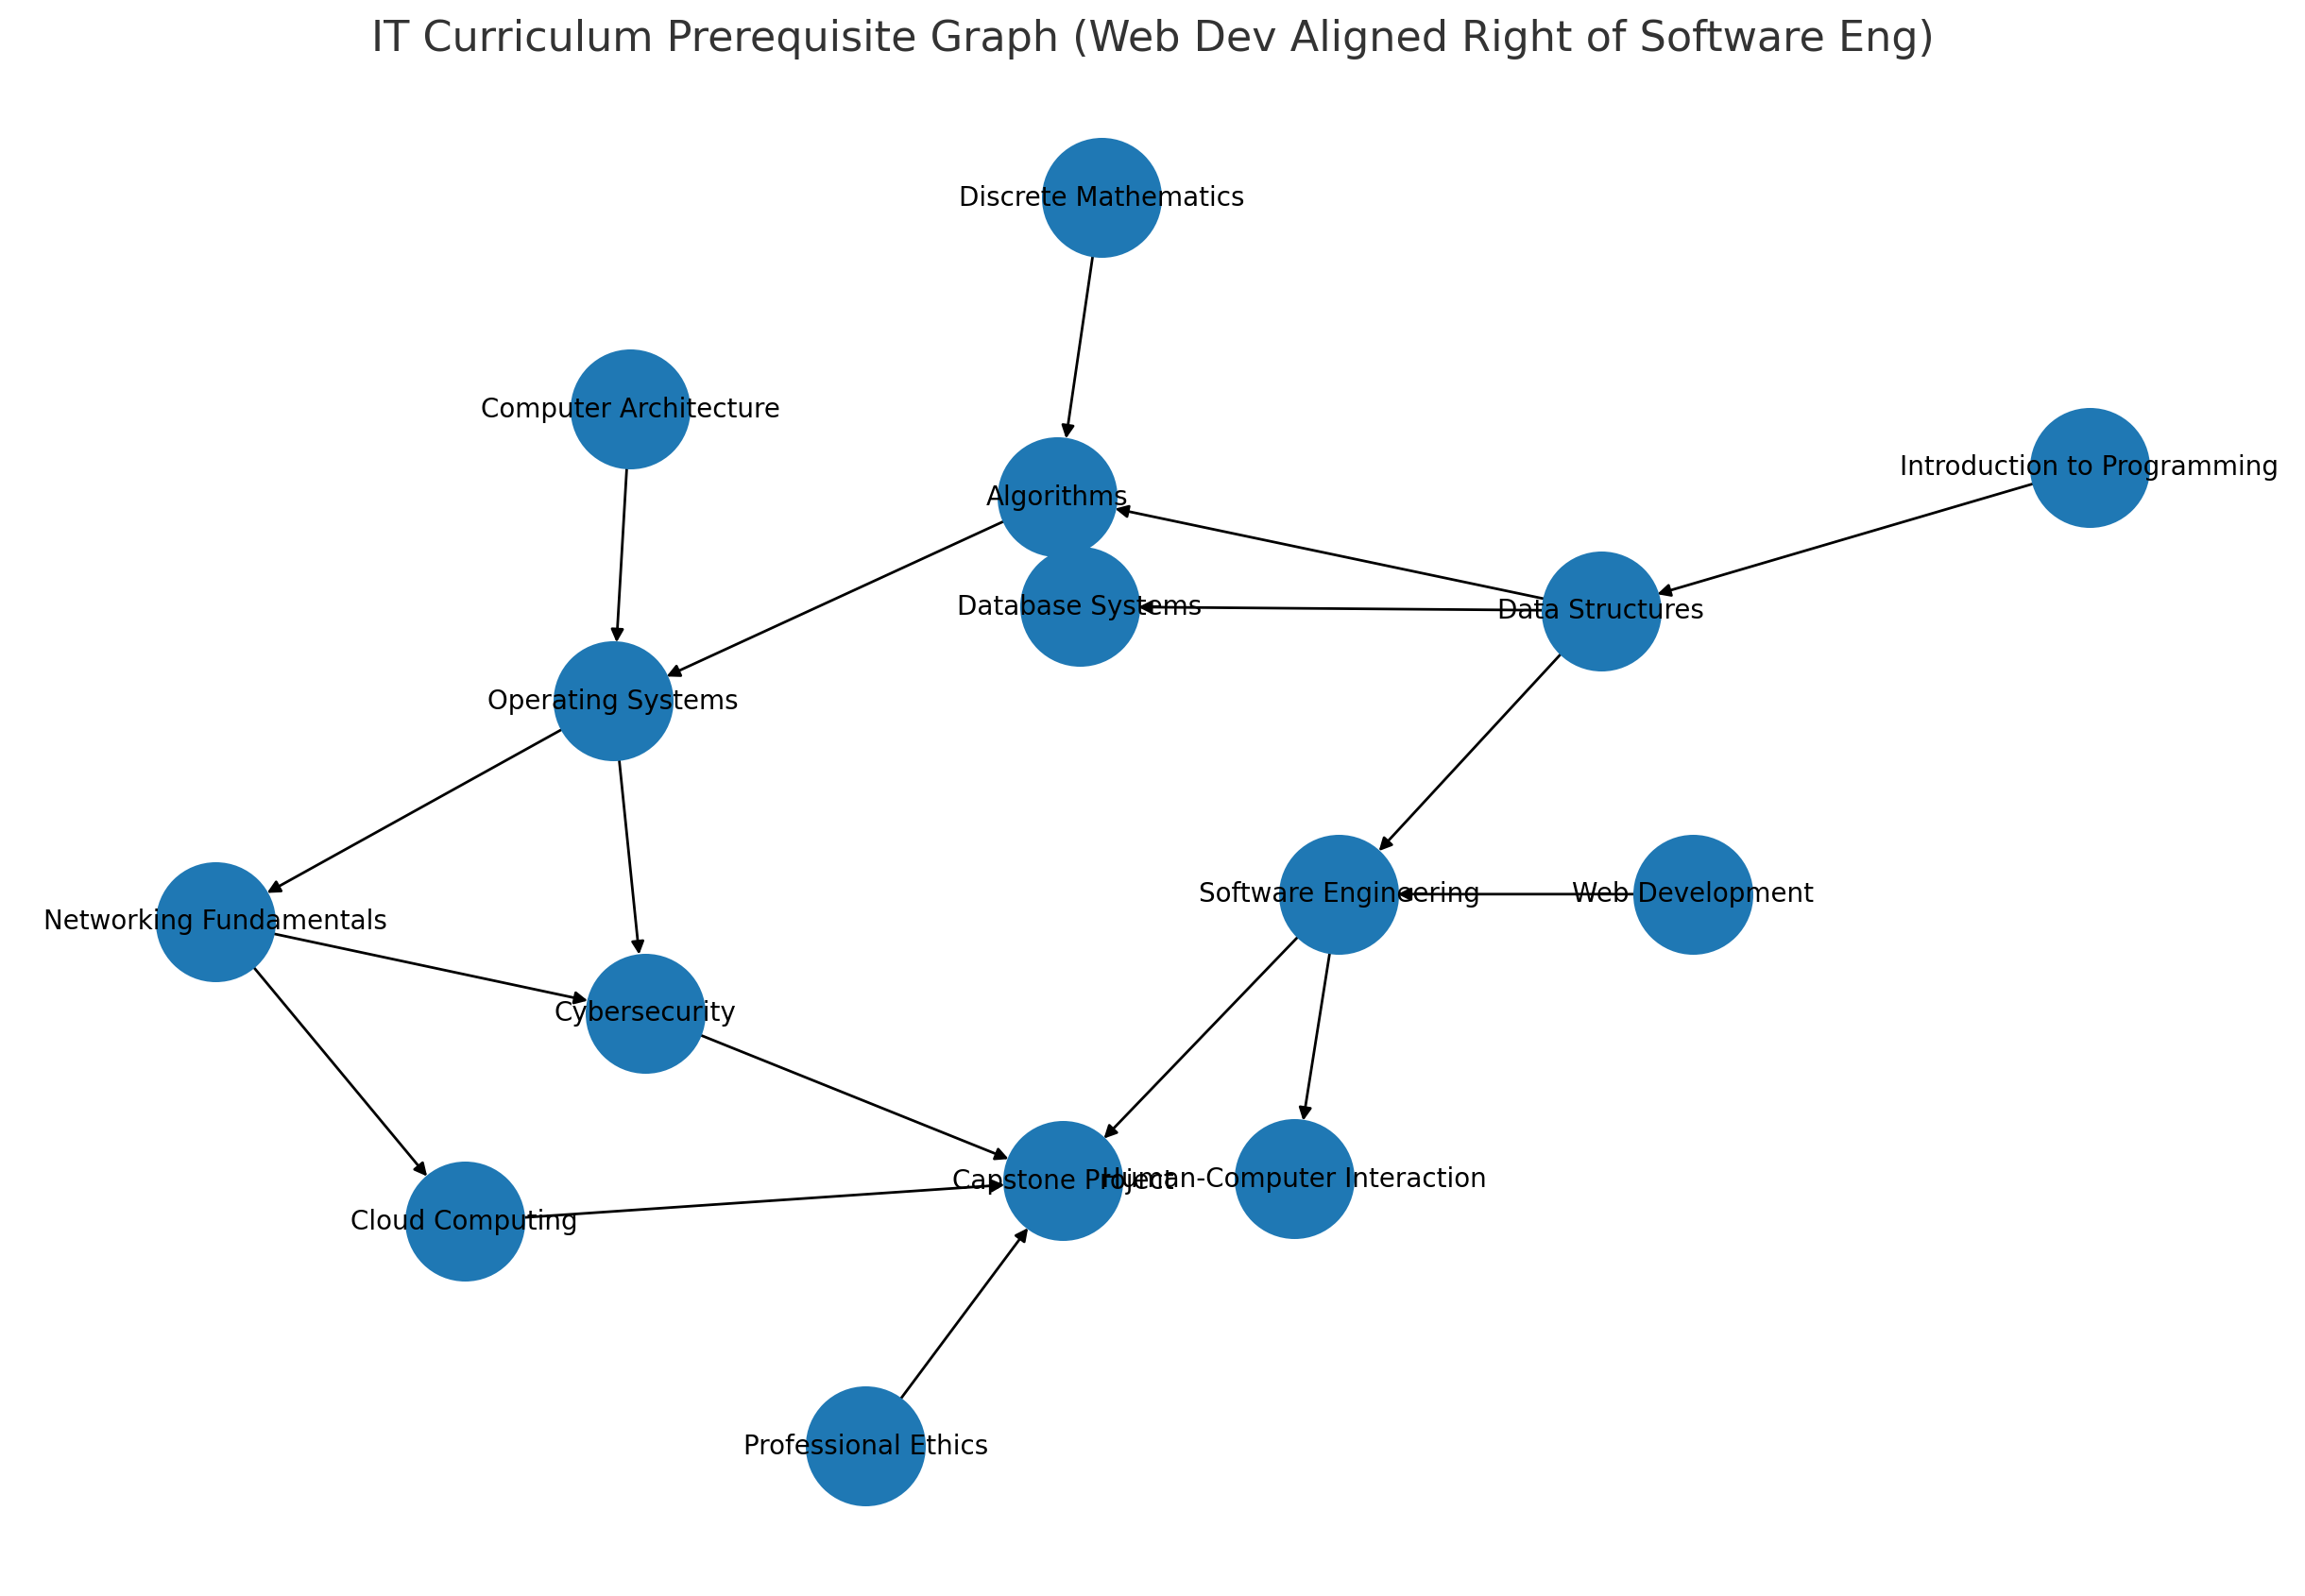 IT Curriculum Prerequisite Graph (Web Dev Aligned Right of Software Eng)
Discrete Mathematics
Computer Architecture
Introduction to Programming
Algorithms
Database Systems
Data Structures
Operating Systems
Software Engineering
Web Development
Networking Fundamentals
Cybersecurity
Capstone Project
Human-Computer Interaction
Cloud Computing
Professional Ethics